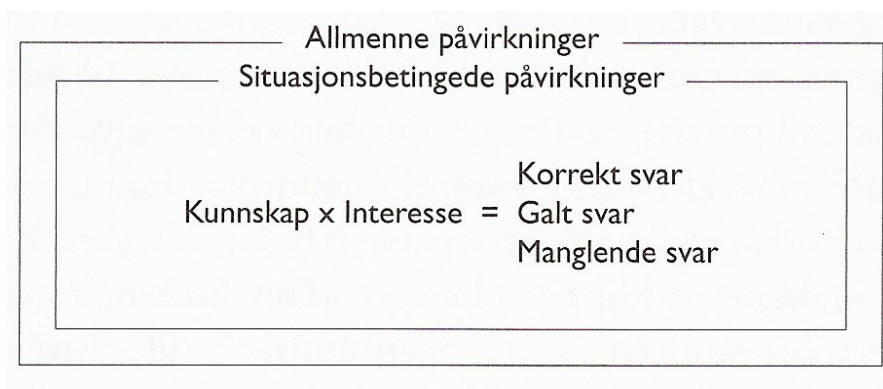 Allmenne påvirkninger
Situasjonsbetingede påvirkninger
Korrekt svar
Kunnskap x Interesse = Galt svar
Manglende svar